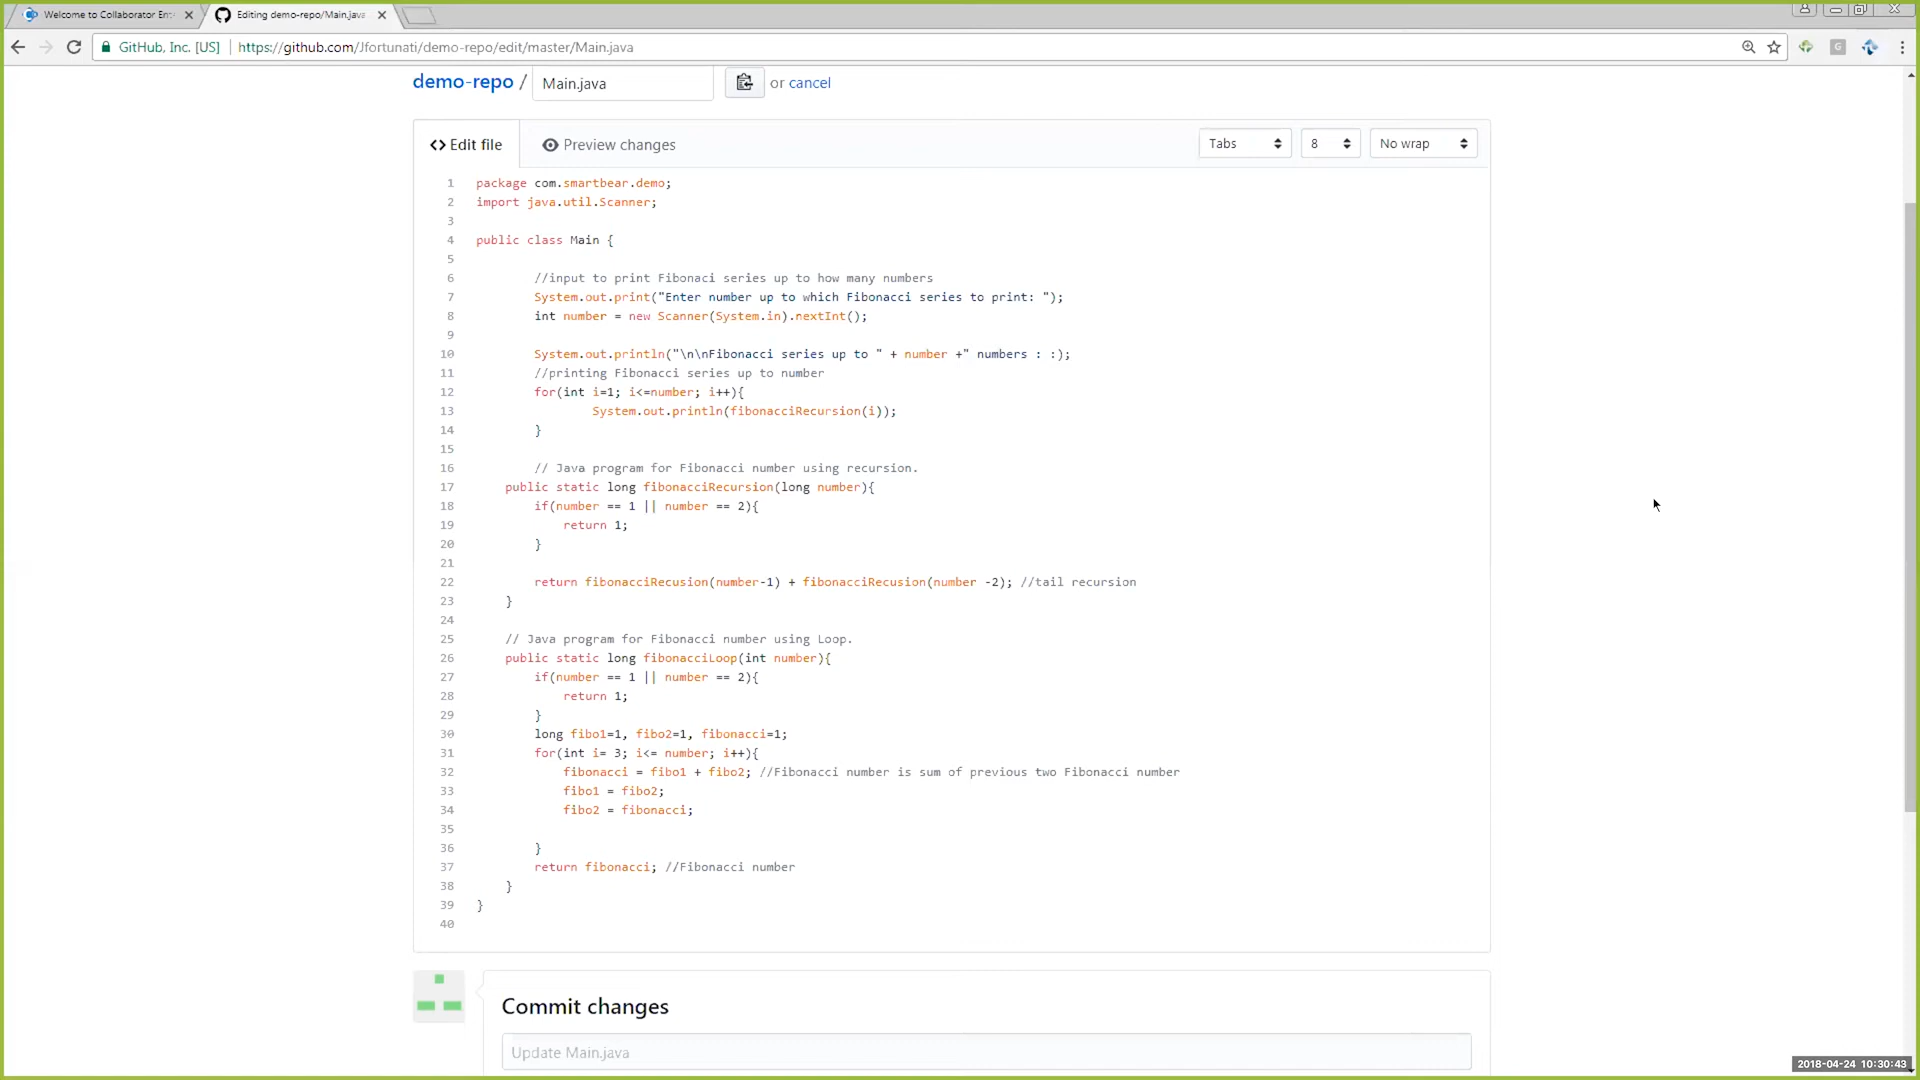 Welcome to Collaborator Ent
Editing demo-repo/Main.java
GitHub, Inc. [US] https://github.com/Jfortunati/demo-repo/edit/master/Main.java
demo-repo / Main.java or cancel
<> Edit file Preview changes Tabs 8 No wrap
1 package com.smartbear.demo;
2 import java.util.Scanner;
3
4 public class Main {
5
6 //input to print Fibonaci series up to how many numbers
7 System.out.print("Enter number up to which Fibonacci series to print: ");
8 int number = new Scanner(System.in).nextInt();
9
10 System.out.println("\n\nFibonacci series up to " + number +" numbers : :);
11 //printing Fibonacci series up to number
12 for(int i=1; i<=number; i++){
13 System.out.println(fibonacciRecursion(i));
14 }
15
16 // Java program for Fibonacci number using recursion.
17 public static long fibonacciRecursion(long number){
18 if(number == 1 || number == 2){
19 return 1;
20 }
21
22 return fibonacciRecusion(number-1) + fibonacciRecusion(number -2); //tail recursion
23 }
24
25 // Java program for Fibonacci number using Loop.
26 public static long fibonacciLoop(int number){
27 if(number == 1 || number == 2){
28 return 1;
29 }
30 long fibo1=1, fibo2=1, fibonacci=1;
31 for(int i= 3; i<= number; i++){
32 fibonacci = fibo1 + fibo2; //Fibonacci number is sum of previous two Fibonacci number
33 fibo1 = fibo2;
34 fibo2 = fibonacci;
35
36 }
37 return fibonacci; //Fibonacci number
38 }
39 }
40
Commit changes
Update Main.java
2018-04-24 10:30:43